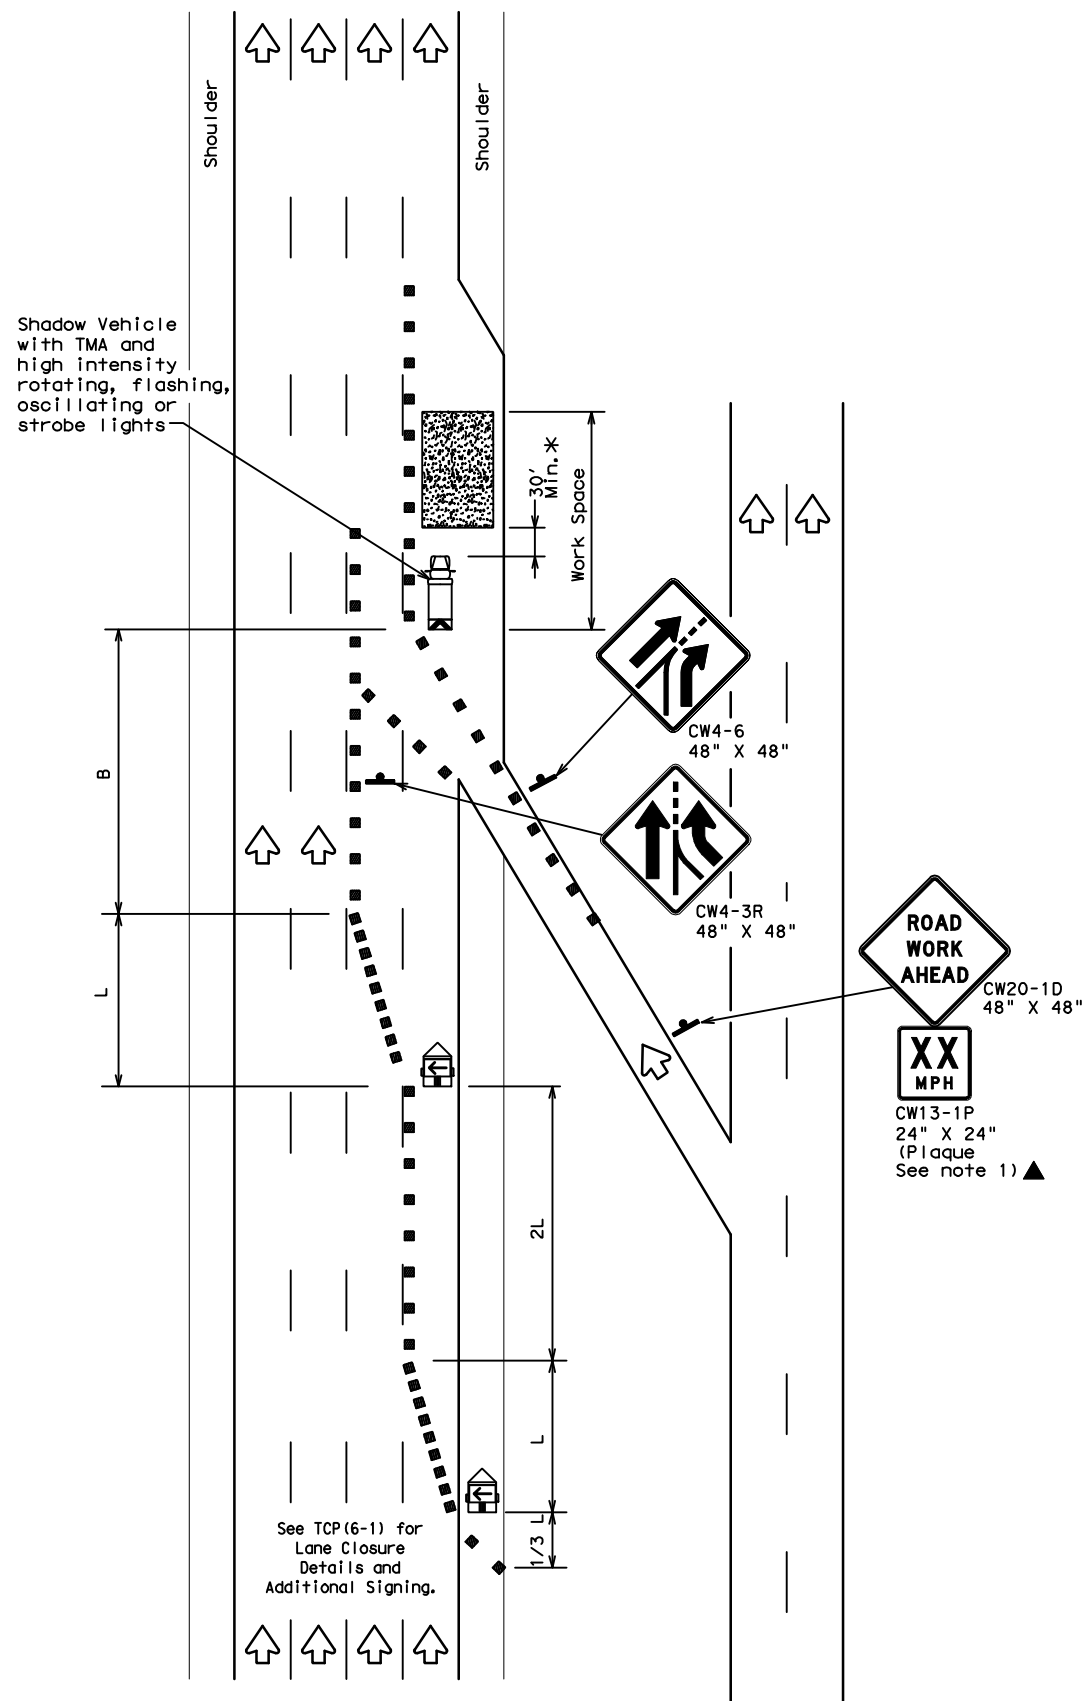 Shoulder
Shoulder
Shadow Vehicle
with TMA and
high intensity
rotating, flashing,
oscillating or
strobe lights
30'
Min.*
Work Space
CW4-6
48" X 48"
B
CW4-3R
48" X 48"
ROAD
WORK
AHEAD
CW20-1D
48" X 48"
L
XX
MPH
CW13-1P
24" X 24"
(Plaque
See note 1) ▲
2L
L
1/3 L
See TCP(6-1) for
Lane Closure
Details and
Additional Signing.